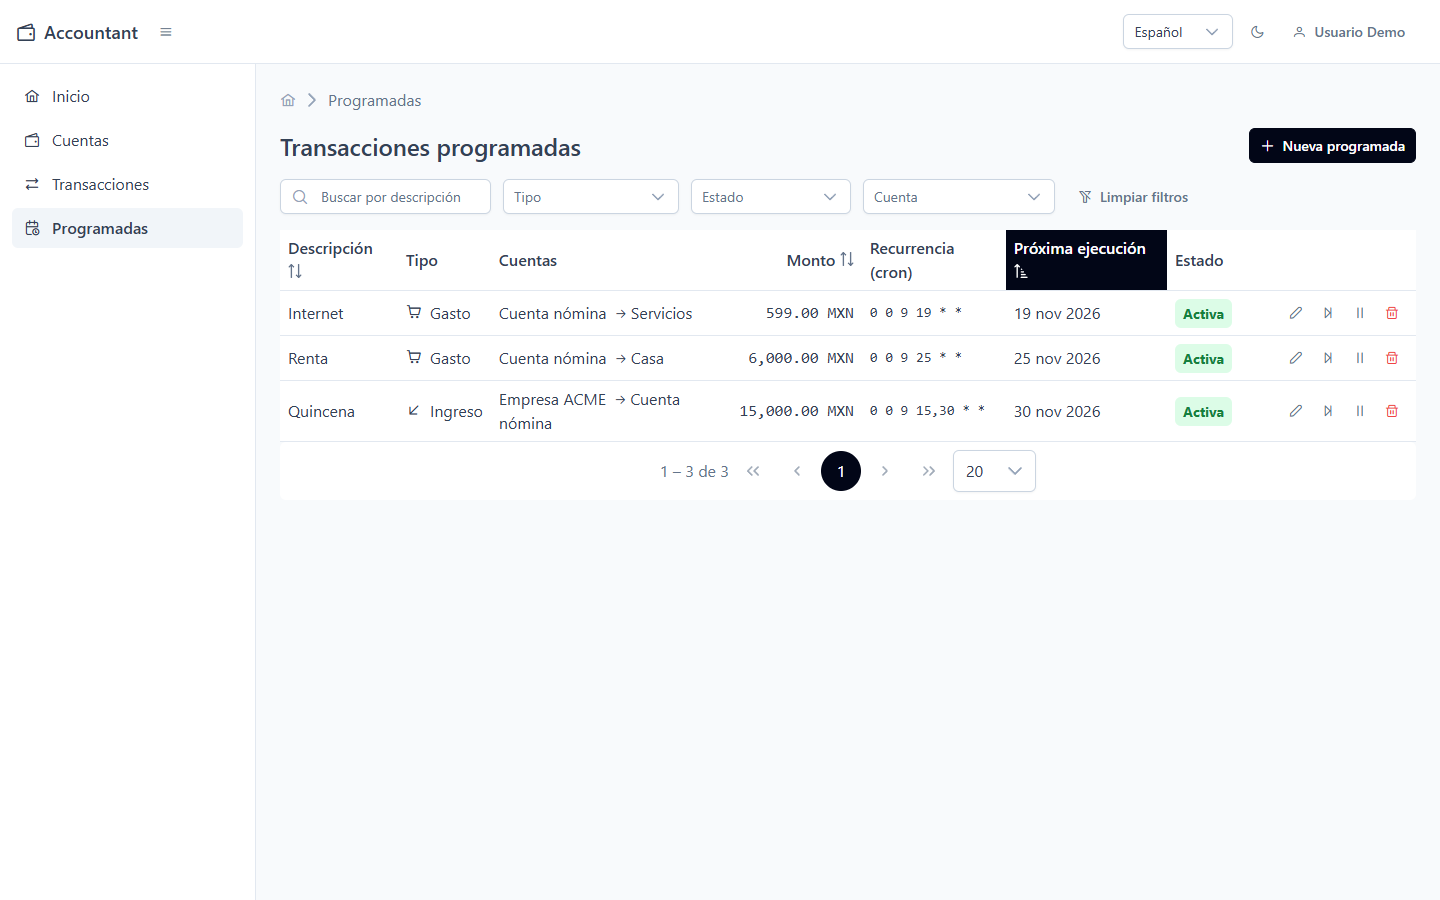 Accountant
Español
Usuario Demo
Inicio
Cuentas
Transacciones
Programadas
Programadas
Transacciones programadas
Nueva programada
Buscar por descripción
Tipo
Estado
Cuenta
Limpiar filtros
Descripción Tipo Cuentas Monto Recurrencia (cron) Próxima ejecución Estado
Internet Gasto Cuenta nómina → Servicios 599.00 MXN 0 0 9 19 * * 19 nov 2026 Activa
Renta Gasto Cuenta nómina → Casa 6,000.00 MXN 0 0 9 25 * * 25 nov 2026 Activa
Quincena Ingreso Empresa ACME → Cuenta nómina 15,000.00 MXN 0 0 9 15,30 * * 30 nov 2026 Activa
1 – 3 de 3 1 20